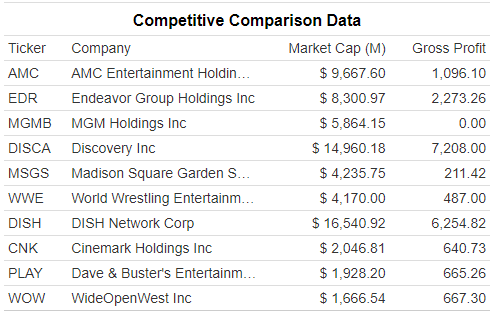 Competitive Comparison Data
Ticker Company Market Cap (M) Gross Profit
AMC AMC Entertainment Holdin... $ 9,667.60 1,096.10
EDR Endeavor Group Holdings Inc $ 8,300.97 2,273.26
MGMB MGM Holdings Inc $ 5,864.15 0.00
DISCA Discovery Inc $ 14,960.18 7,208.00
MSGS Madison Square Garden S... $ 4,235.75 211.42
WWE World Wrestling Entertainm... $ 4,170.00 487.00
DISH DISH Network Corp $ 16,540.92 6,254.82
CNK Cinemark Holdings Inc $ 2,046.81 640.73
PLAY Dave & Buster's Entertainm... $ 1,928.20 665.26
WOW WideOpenWest Inc $ 1,666.54 667.30